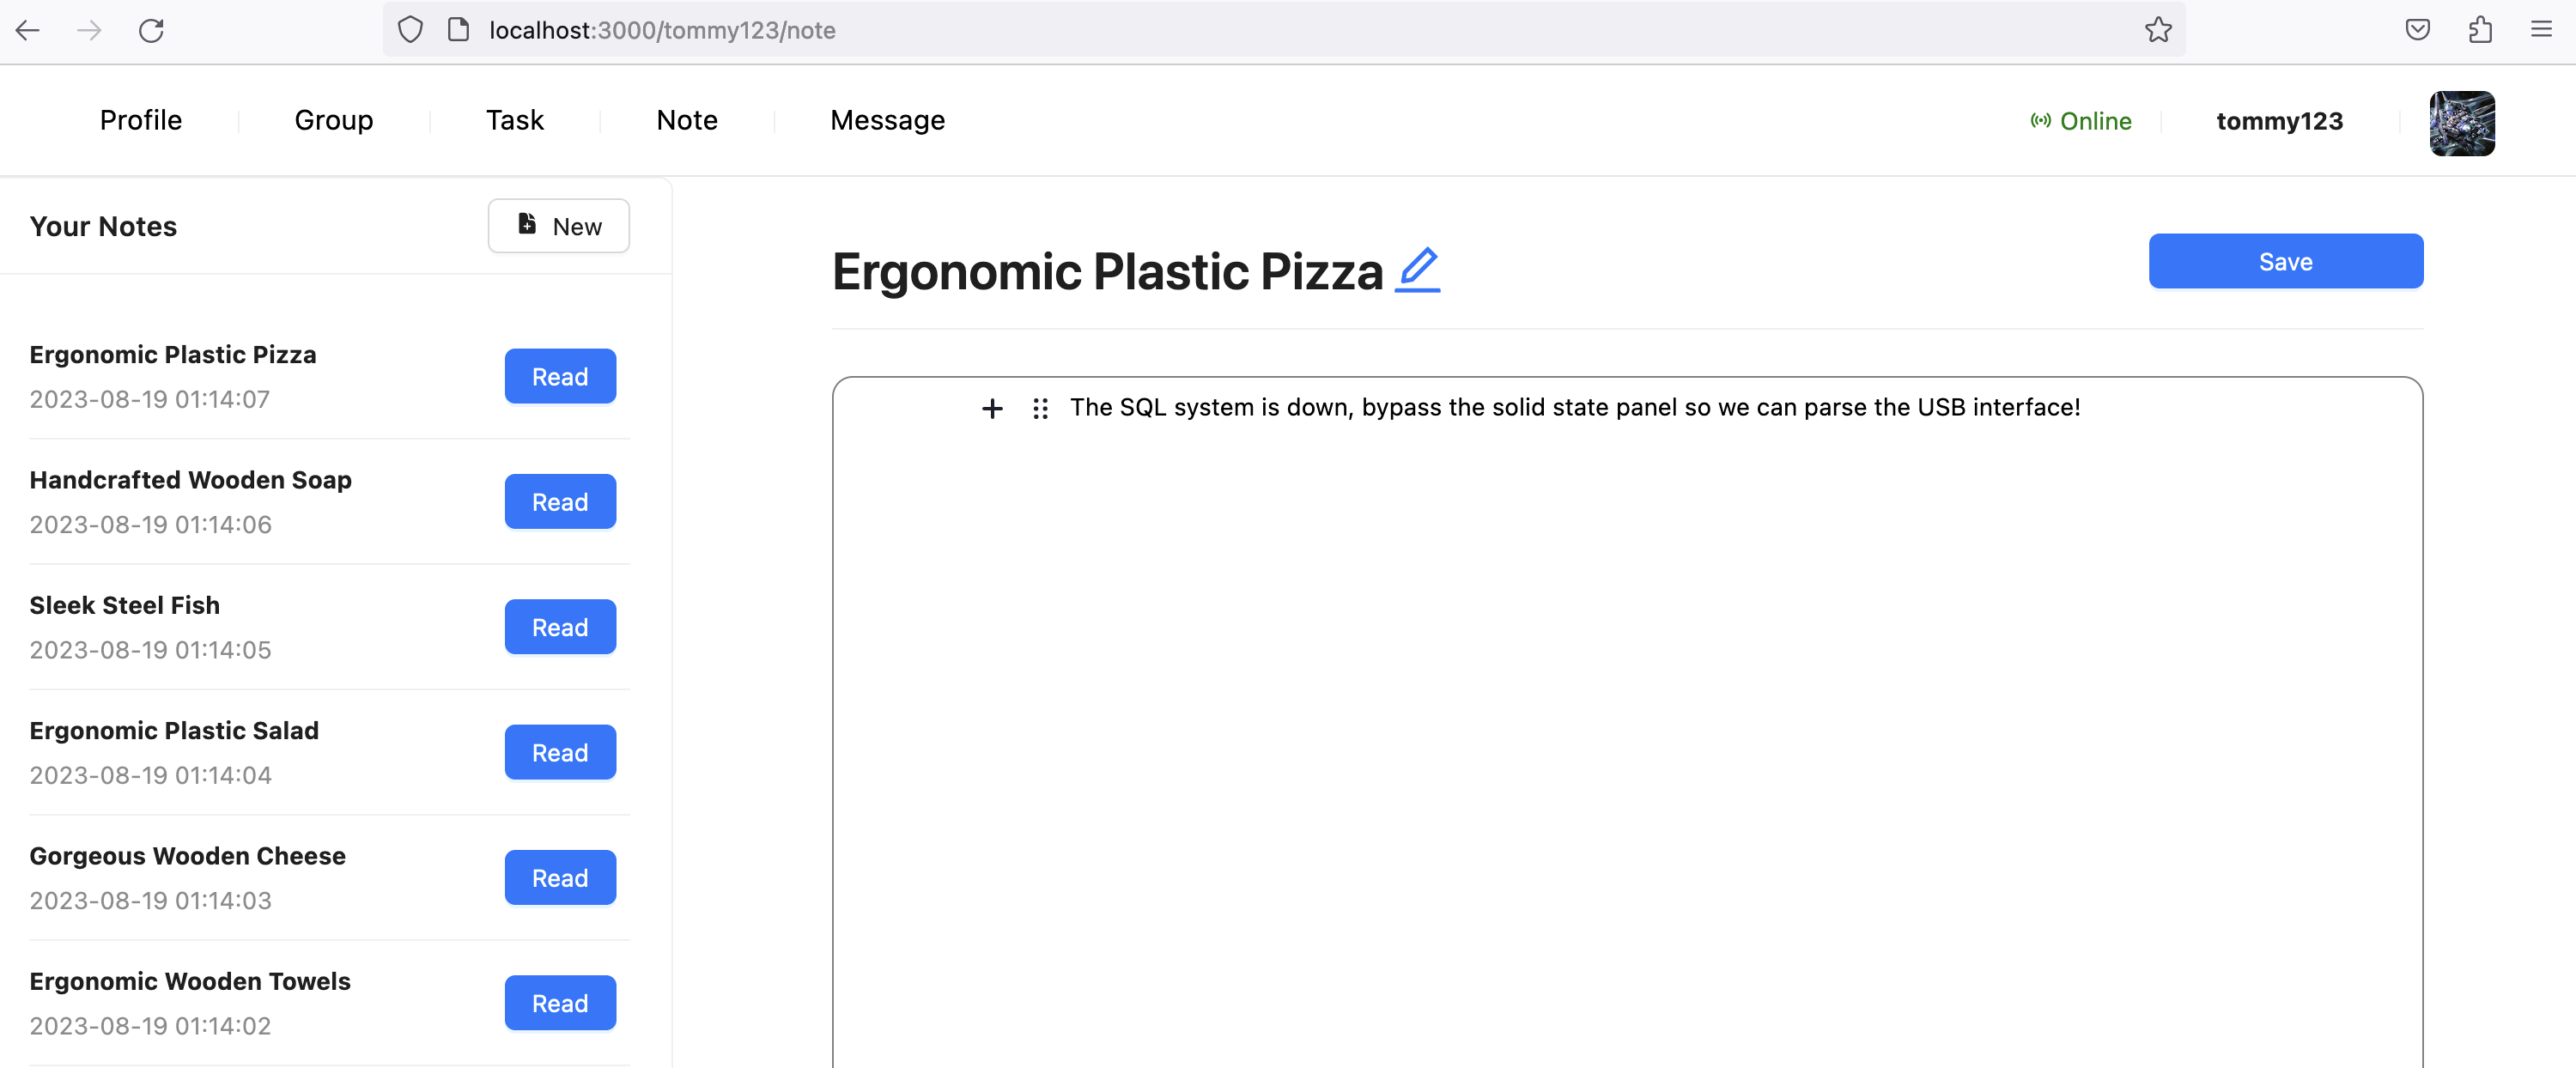 localhost:3000/tommy123/note
Profile Group Task Note Message Online tommy123
Your Notes New
Ergonomic Plastic Pizza
2023-08-19 01:14:07
Read
Handcrafted Wooden Soap
2023-08-19 01:14:06
Read
Sleek Steel Fish
2023-08-19 01:14:05
Read
Ergonomic Plastic Salad
2023-08-19 01:14:04
Read
Gorgeous Wooden Cheese
2023-08-19 01:14:03
Read
Ergonomic Wooden Towels
2023-08-19 01:14:02
Read
Ergonomic Plastic Pizza
Save
The SQL system is down, bypass the solid state panel so we can parse the USB interface!